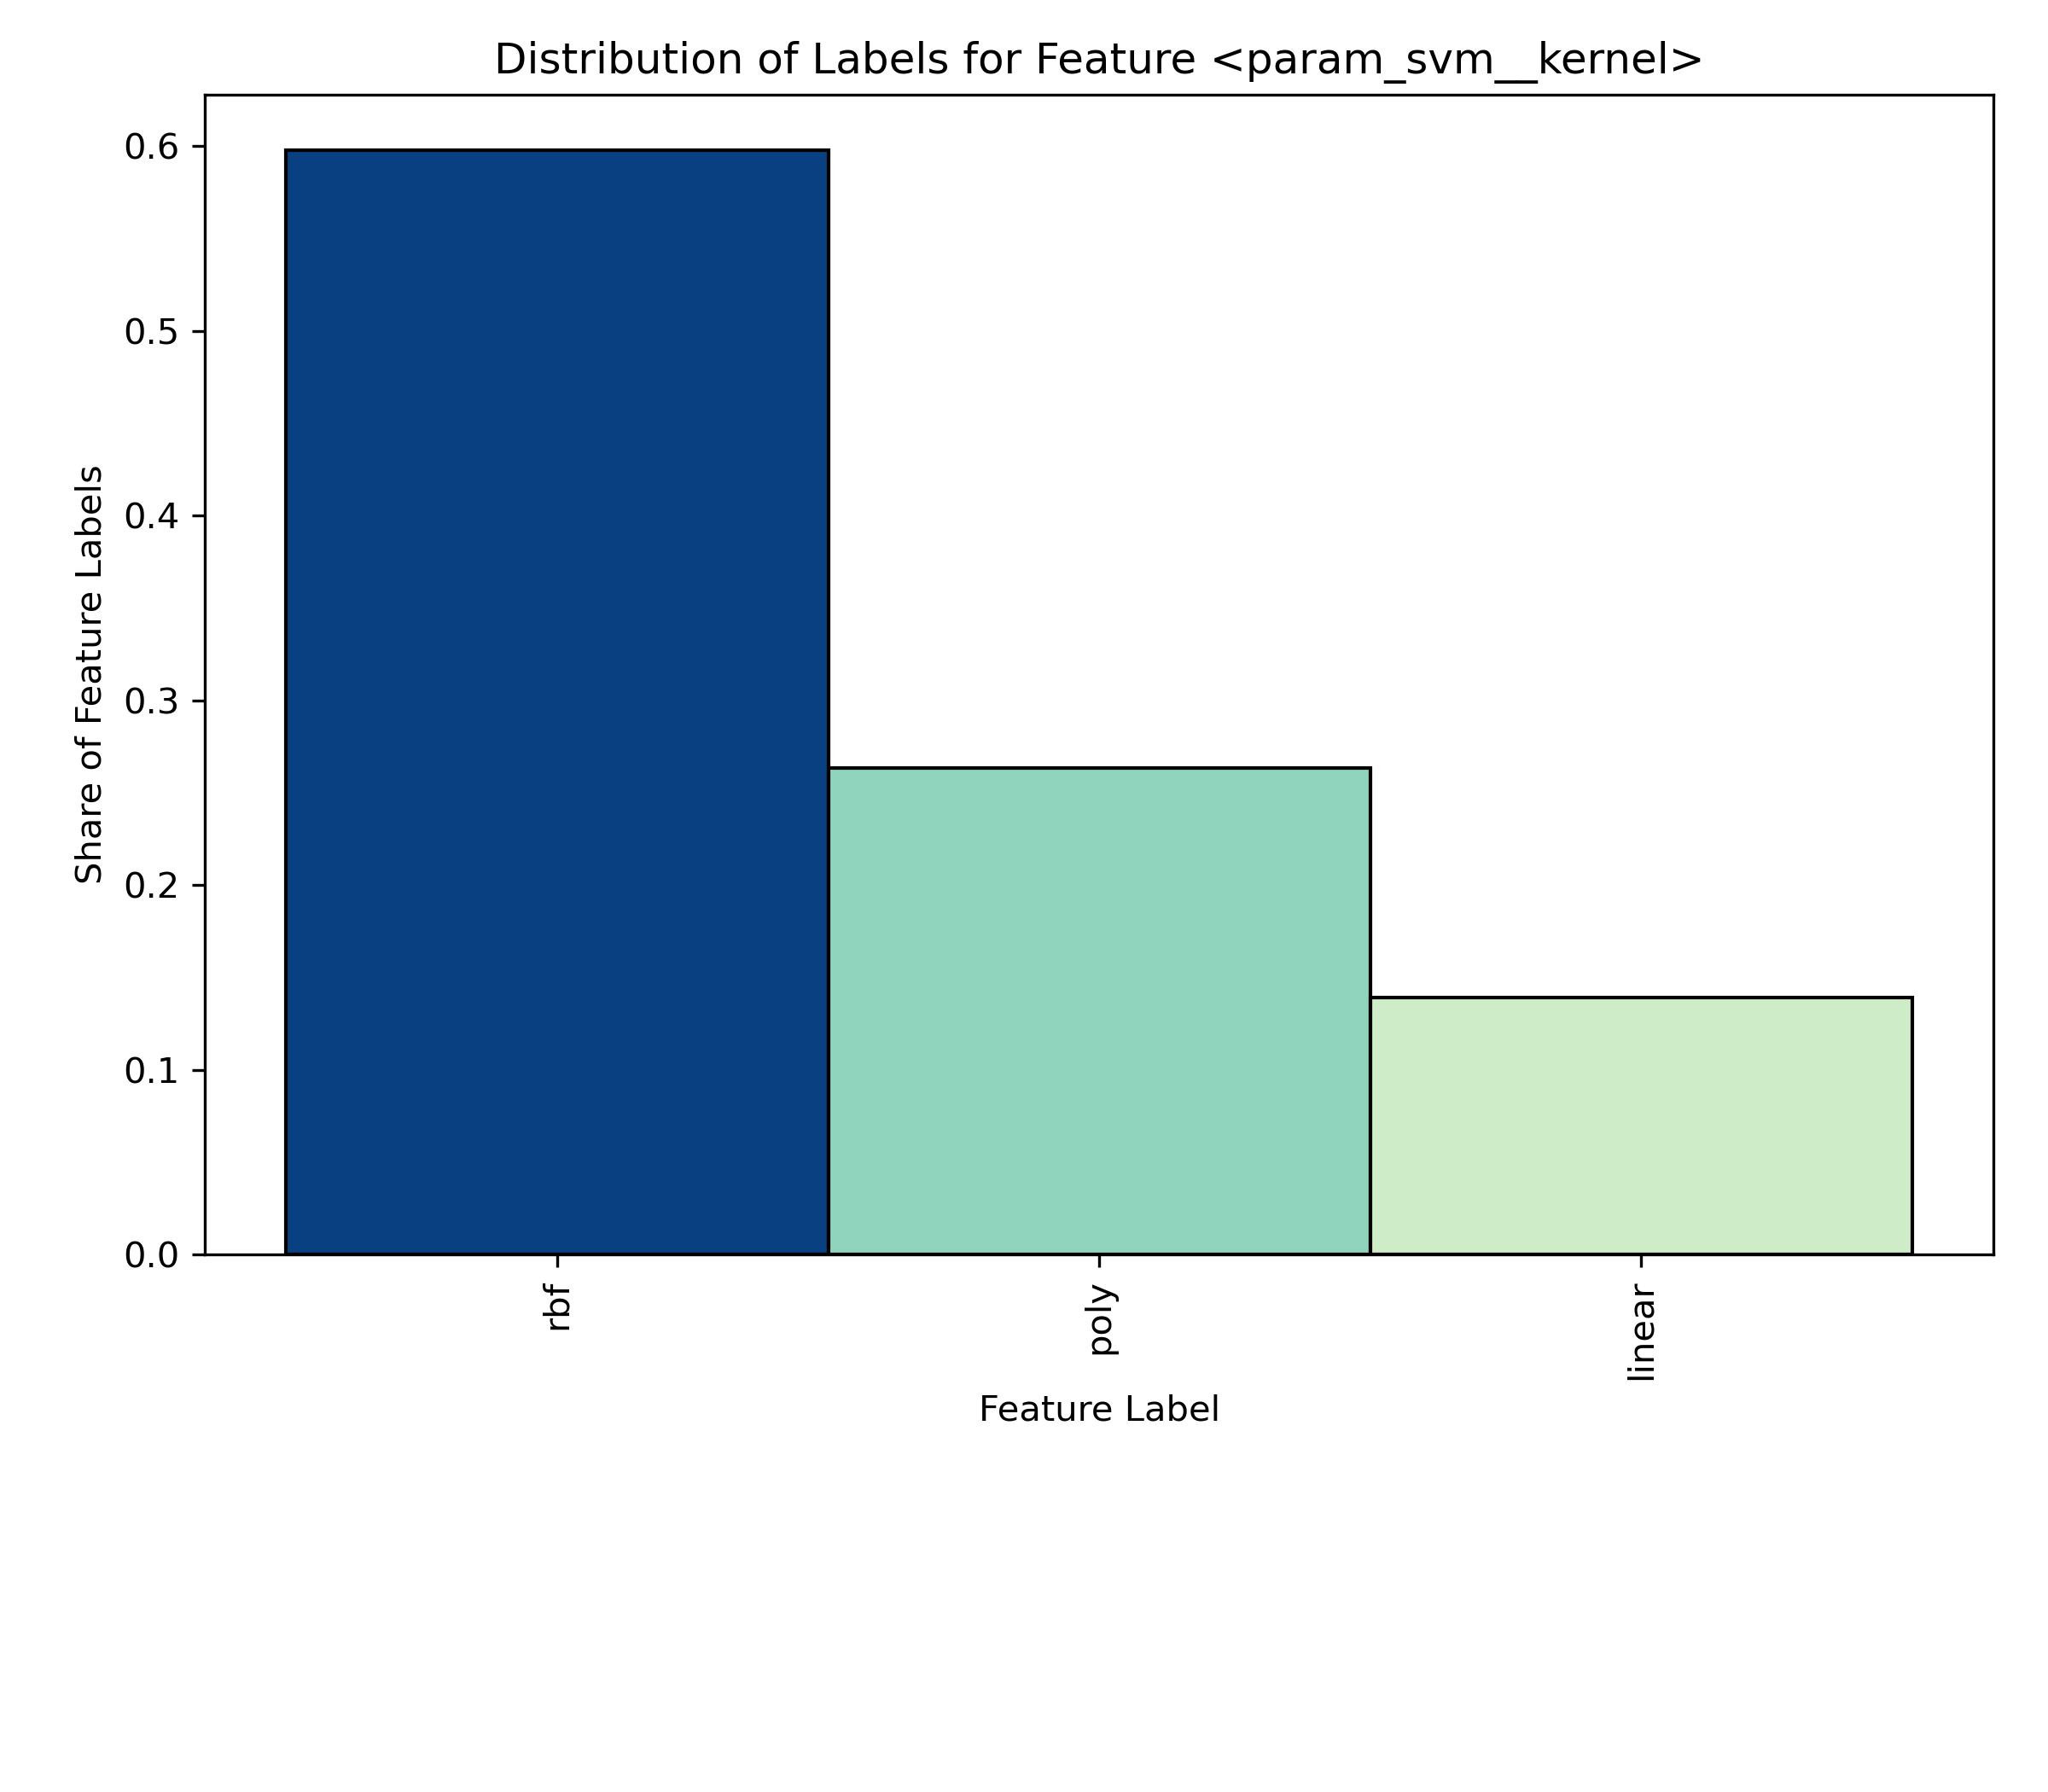 Distribution of Labels for Feature <param_svm__kernel>
Share of Feature Labels
0.6
0.5
0.4
0.3
0.2
0.1
0.0
rbf
poly
linear
Feature Label